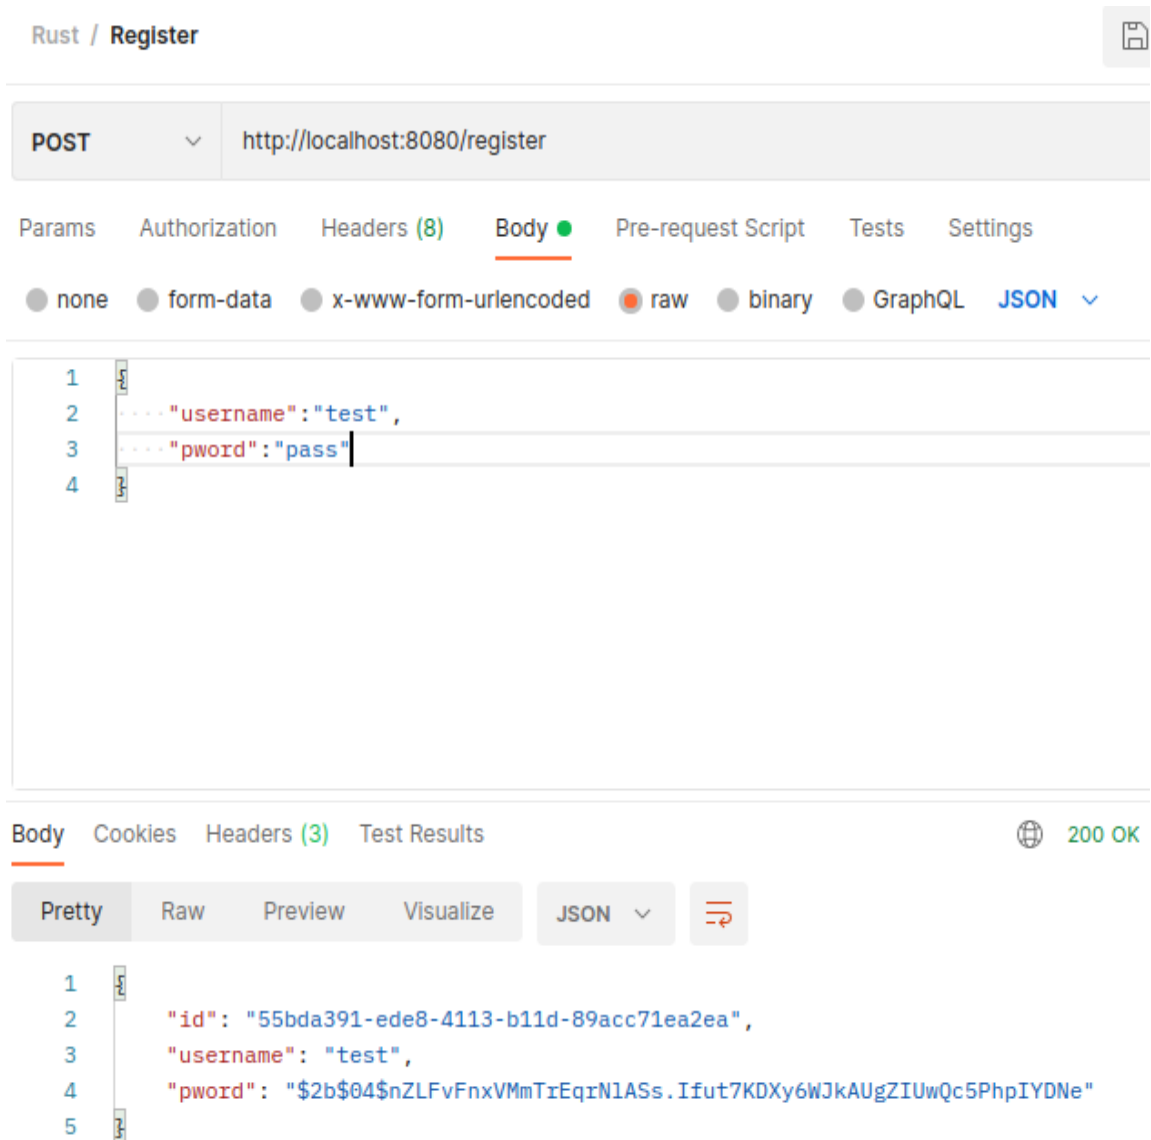 Rust / Register
POST http://localhost:8080/register
Params Authorization Headers (8) Body Pre-request Script Tests Settings
none form-data x-www-form-urlencoded raw binary GraphQL JSON
1 {
2 "username":"test",
3 "pword":"pass"
4 }
Body Cookies Headers (3) Test Results 200 OK
Pretty Raw Preview Visualize JSON
1 {
2 "id": "55bda391-ede8-4113-b11d-89acc71ea2ea",
3 "username": "test",
4 "pword": "$2b$04$nZLFvFnxVMmTrEqrNlASs.Ifut7KDXy6WJkAUgZIUwQc5PhpIYDNe"
5 }